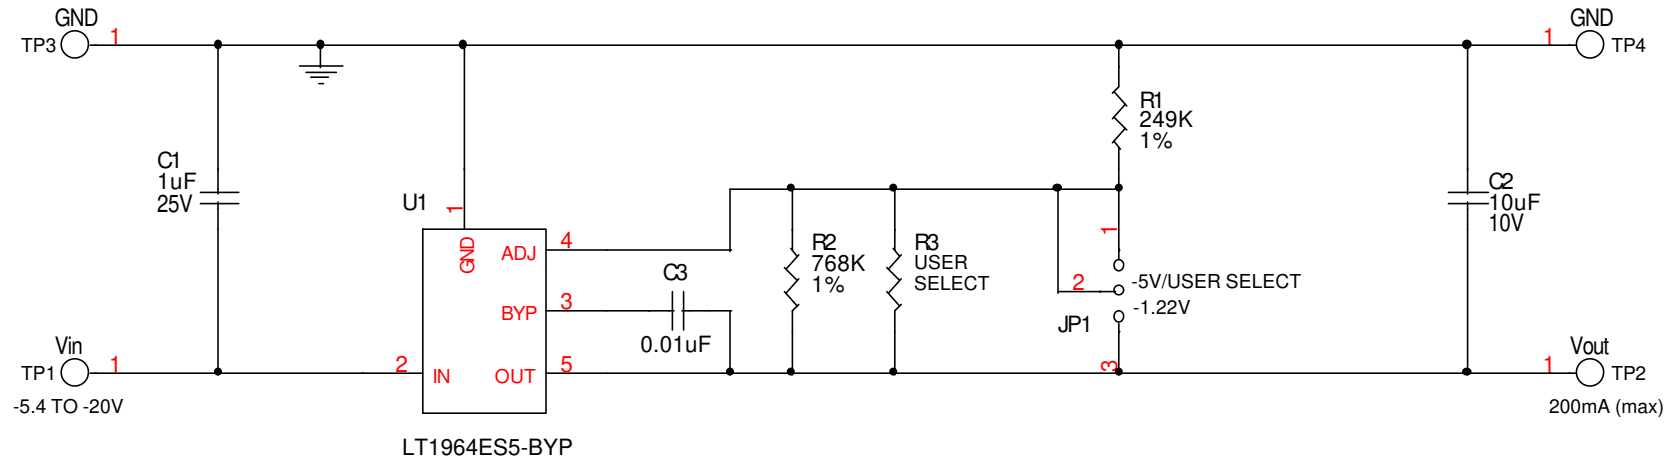 GND
TP3
1
GND
1
TP4
R1
249K
1%
C1
1uF
25V
U1
1
GND
C2
10uF
10V
ADJ
4
C3
R2
768K
1%
R3
USER
SELECT
1
2
-5V/USER SELECT
-1.22V
BYP
3
0.01uF
JP1
3
Vin
TP1
1
-5.4 TO -20V
2
IN
OUT
5
Vout
1
TP2
200mA (max)
LT1964ES5-BYP